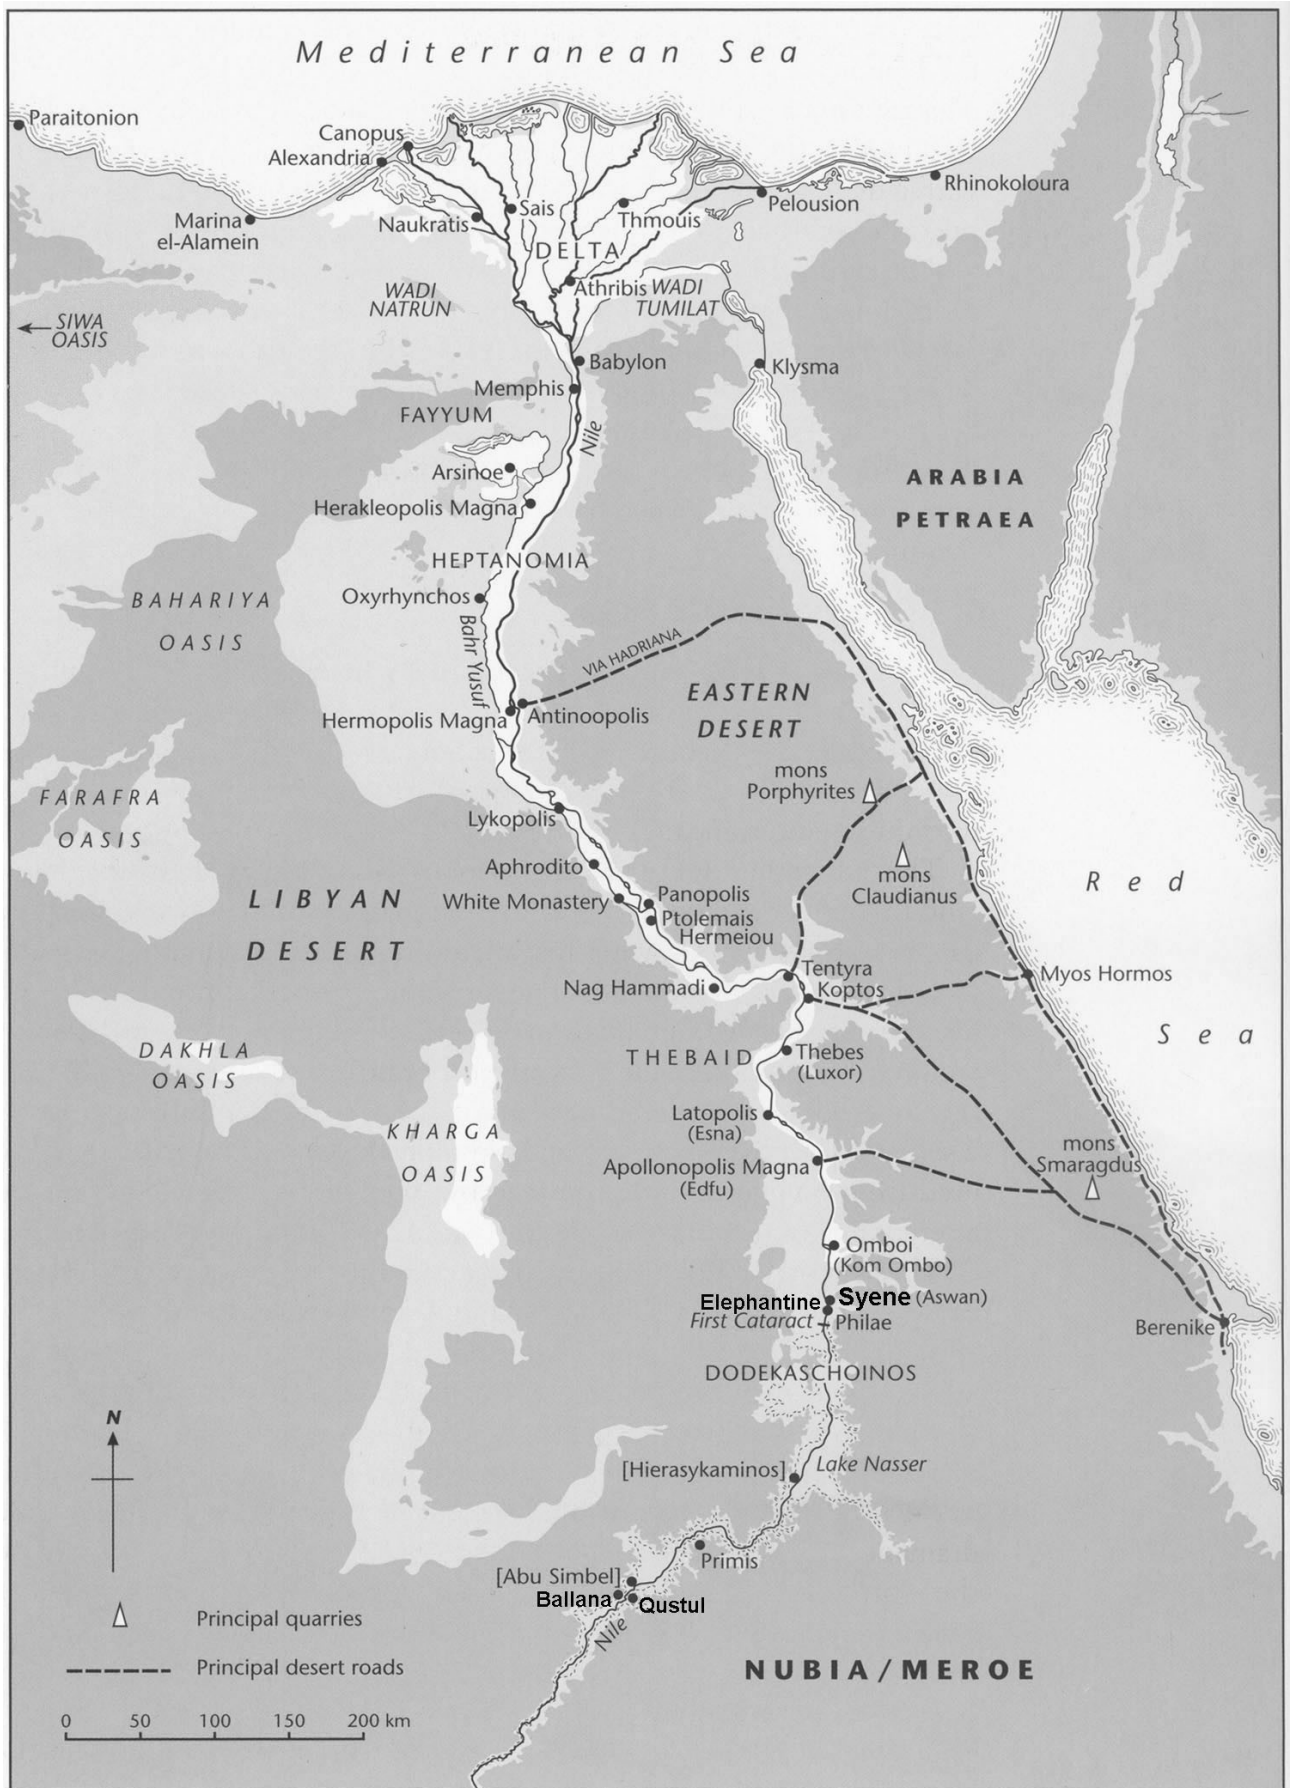 Mediterranean Sea
Paraitonion
Canopus
Alexandria
Rhinokoloura
Pelousion
Marina
el-Alamein
Naukratis
Sais
Thmouis
DELTA
Athribis
WADI
TUMILAT
WADI
NATRUN
SIWA
OASIS
Babylon
Klysma
Memphis
FAYYUM
Nile
Arsinoe
Herakleopolis Magna
ARABIA
PETRAEA
HEPTANOMIA
Oxyrhynchos
BAHARIYA
OASIS
Bahr Yusuf
VIA HADRIANA
EASTERN
DESERT
Hermopolis Magna
Antinoopolis
mons
Porphyrites
FARAFRA
OASIS
Lykopolis
Aphrodito
mons
Claudianus
Red
Sea
LIBYAN
DESERT
White Monastery
Panopolis
Ptolemais
Hermeiou
Nag Hammadi
Tentyra
Koptos
Myos Hormos
DAKHLA
OASIS
THEBAID
Thebes
(Luxor)
KHARGA
OASIS
Latopolis
(Esna)
Apollonopolis Magna
(Edfu)
mons
Smaragdus
Omboi
(Kom Ombo)
Elephantine
Syene (Aswan)
First Cataract
Philae
Berenike
DODEKASCHOINOS
N
[Hierasykaminos]
Lake Nasser
Primis
[Abu Simbel]
Ballana
Qustul
Nile
NUBIA/MEROE
Principal quarries
Principal desert roads
0 50 100 150 200 km